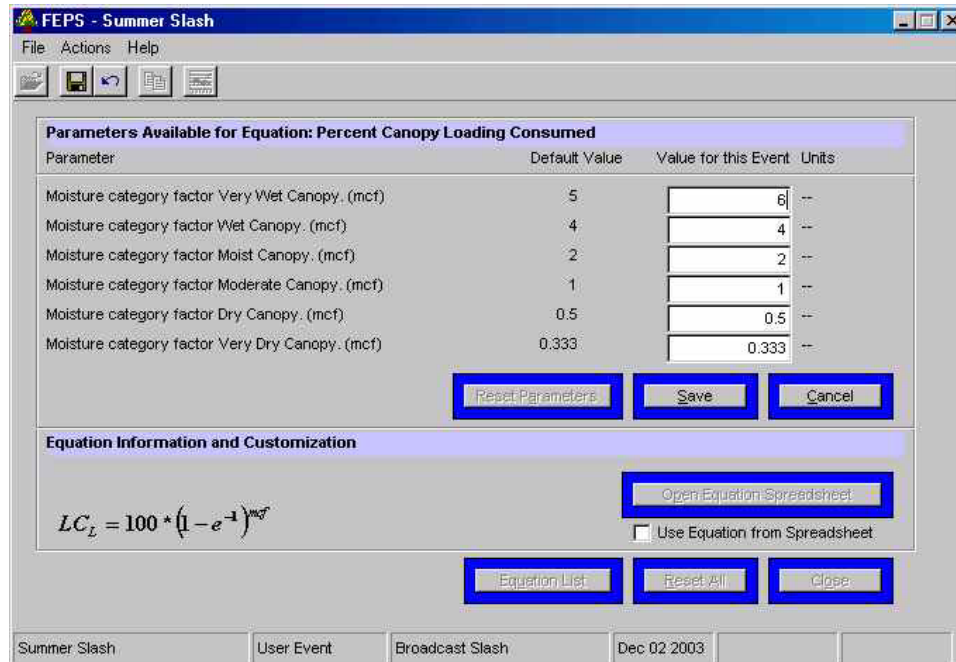 FEPS - Summer Slash
File Actions Help
Parameters Available for Equation: Percent Canopy Loading Consumed
Parameter Default Value Value for this Event Units
Moisture category factor Very Wet Canopy. (mcf) 5 6 --
Moisture category factor Wet Canopy. (mcf) 4 4 --
Moisture category factor Moist Canopy. (mcf) 2 2 --
Moisture category factor Moderate Canopy. (mcf) 1 1 --
Moisture category factor Dry Canopy. (mcf) 0.5 0.5 --
Moisture category factor Very Dry Canopy. (mcf) 0.333 0.333 --
Reset Parameters Save Cancel
Equation Information and Customization
Open Equation Spreadsheet
LC_L = 100 * (1 − e^{-1})^{mcf}
Use Equation from Spreadsheet
Equation List Reset All Close
Summer Slash User Event Broadcast Slash Dec 02 2003